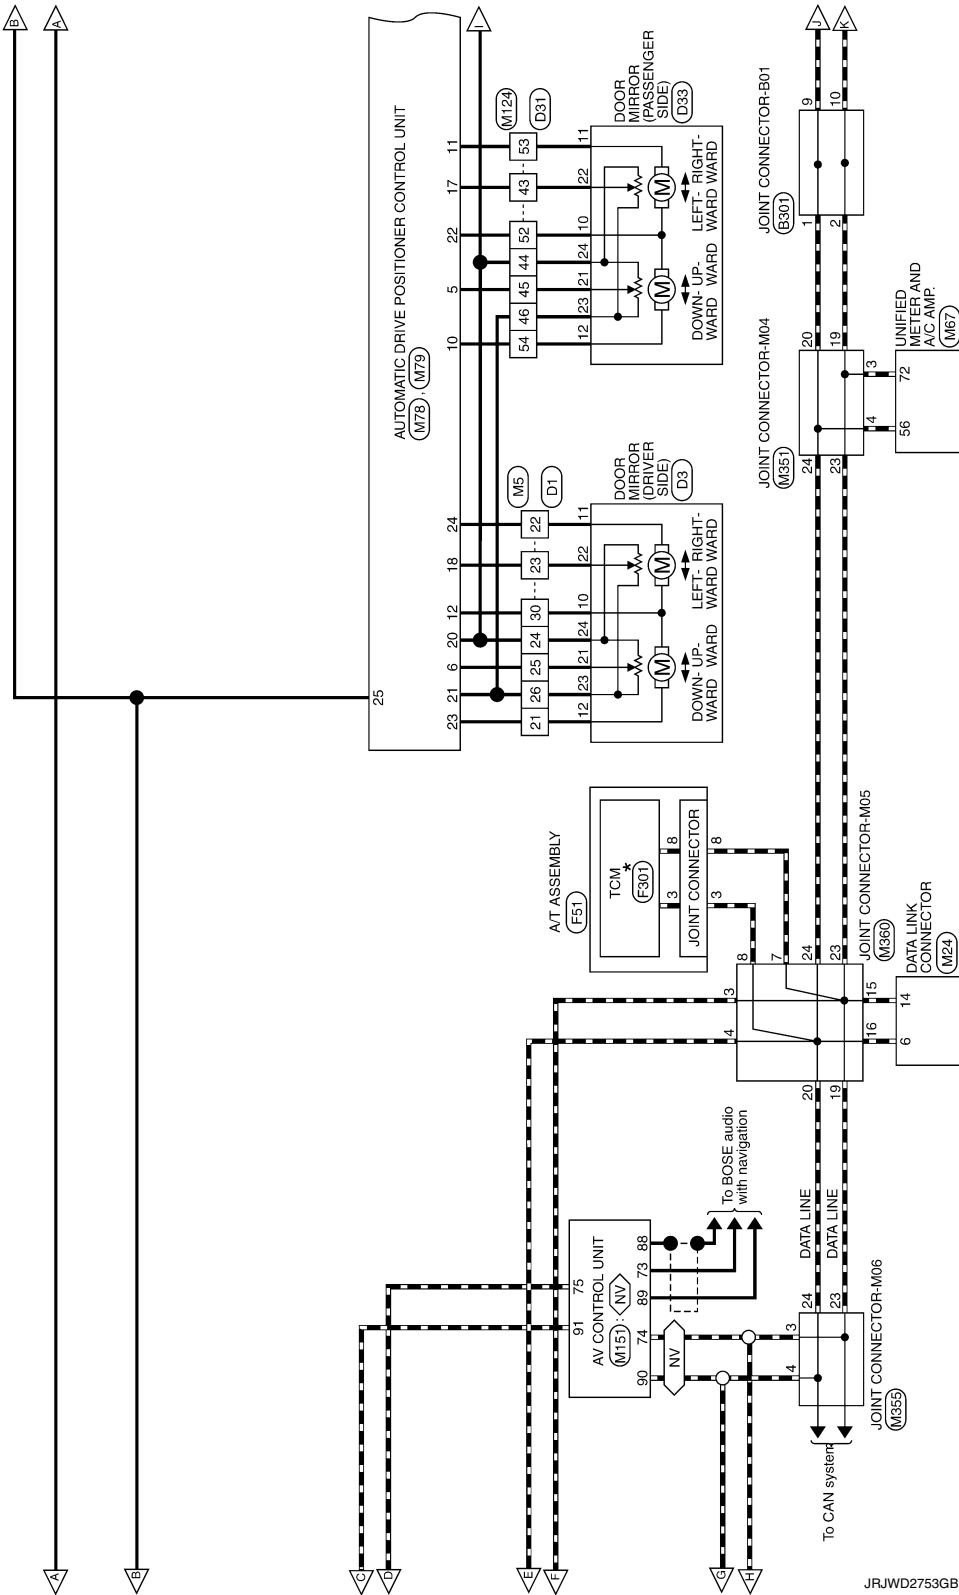 B
A
AUTOMATIC DRIVE POSITIONER CONTROL UNIT
M78 , M79
25
11
17
22
5
10
24
18
12
20
6
21
23
I
M124
D31
53
43
52
44
45
46
54
11
22
10
24
21
23
12
DOOR
MIRROR
(PASSENGER
SIDE)
D33
M
M
LEFT-
WARD
RIGHT-
WARD
DOWN-
WARD
UP-
WARD
M5
D1
22
23
30
24
25
26
21
11
22
10
24
21
23
12
DOOR
MIRROR
(DRIVER
SIDE)
D3
M
M
LEFT-
WARD
RIGHT-
WARD
DOWN-
WARD
UP-
WARD
J
K
9
10
JOINT CONNECTOR-B01
B301
1
2
20
19
JOINT CONNECTOR-M04
M351
24
23
3
4
72
56
UNIFIED
METER AND
A/C AMP.
M67
A/T ASSEMBLY
F51
TCM
*
F301
8
3
JOINT CONNECTOR
8
3
8
7
24
23
3
4
JOINT CONNECTOR-M05
M360
15
16
14
6
DATA LINK
CONNECTOR
M24
20
19
DATA LINE
DATA LINE
24
23
3
4
JOINT CONNECTOR-M06
M355
To CAN system
75
91
AV CONTROL UNIT
M151 : NV
88
73
89
74
90
NV
To BOSE audio
with navigation
A
B
C
D
E
F
G
H
JRJWD2753GB